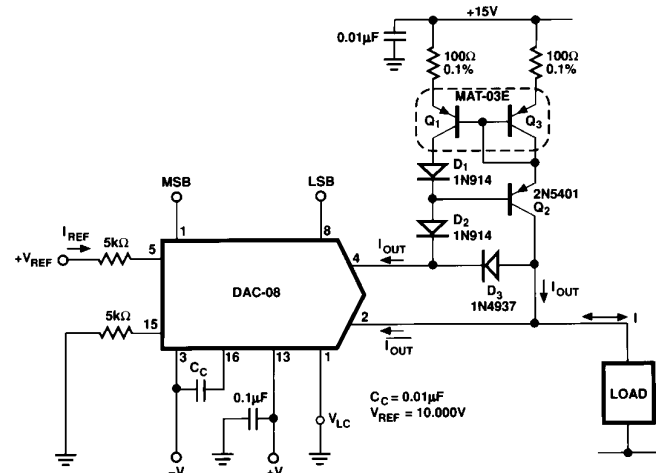 +15V
0.01µF
100Ω
0.1%
100Ω
0.1%
MAT-03E
Q1
Q3
D1
1N914
MSB
LSB
2N5401
Q2
D2
1N914
IREF
5kΩ
+VREF
5
1
8
4
IOUT
DAC-08
D3
1N4937
IOUT
I
5kΩ
15
2
IOUT
3
16
13
1
CC
0.1µF
VLC
CC = 0.01µF
VREF = 10.000V
LOAD
–V
+V